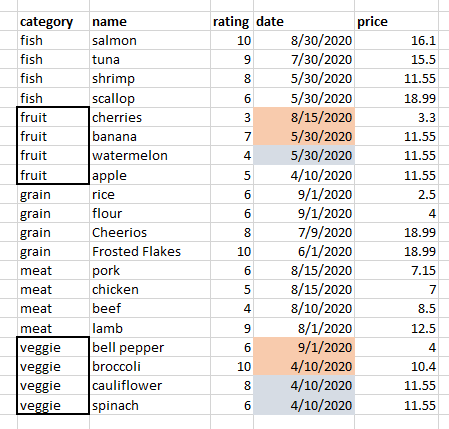 category name rating date price
fish salmon 10 8/30/2020 16.1
fish tuna 9 7/30/2020 15.5
fish shrimp 8 5/30/2020 11.55
fish scallop 6 5/30/2020 18.99
fruit cherries 3 8/15/2020 3.3
fruit banana 7 5/30/2020 11.55
fruit watermelon 4 5/30/2020 11.55
fruit apple 5 4/10/2020 11.55
grain rice 6 9/1/2020 2.5
grain flour 6 9/1/2020 4
grain Cheerios 8 7/9/2020 18.99
grain Frosted Flakes 10 6/1/2020 18.99
meat pork 6 8/15/2020 7.15
meat chicken 5 8/15/2020 7
meat beef 4 8/10/2020 8.5
meat lamb 9 8/1/2020 12.5
veggie bell pepper 6 9/1/2020 4
veggie broccoli 10 4/10/2020 10.4
veggie cauliflower 8 4/10/2020 11.55
veggie spinach 6 4/10/2020 11.55